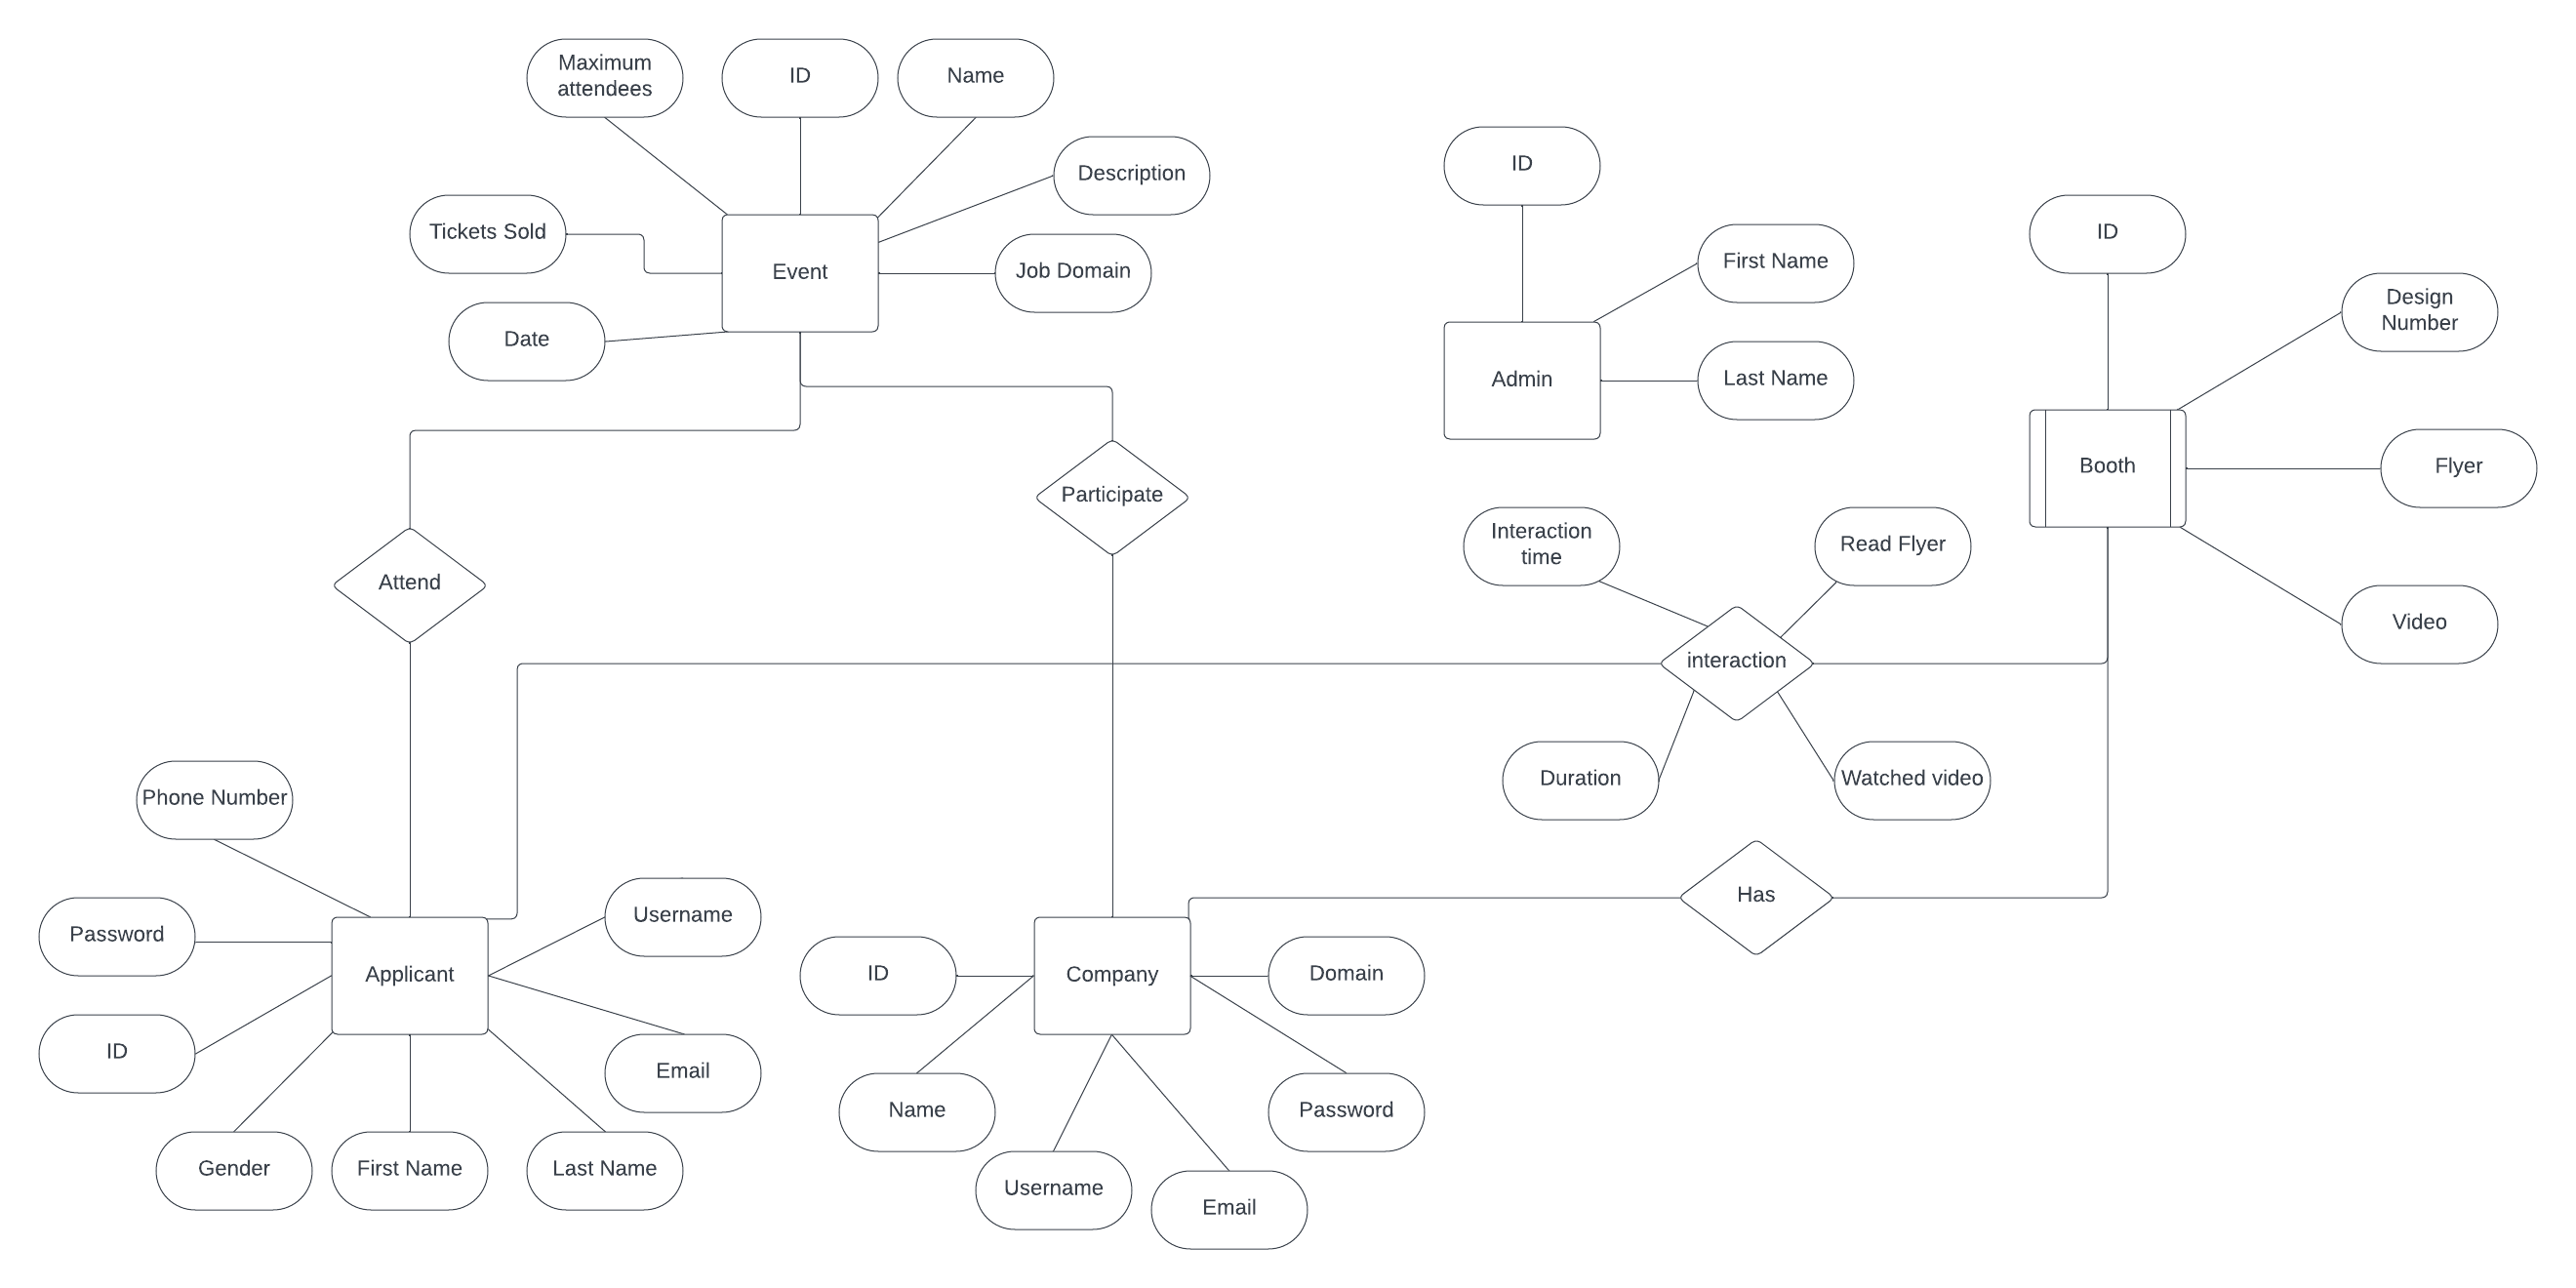 Maximum
attendees
ID
Name
Description
Tickets Sold
Event
Job Domain
Date
ID
First Name
Admin
Last Name
ID
Design
Number
Booth
Flyer
Video
Participate
Attend
Interaction
time
Read Flyer
interaction
Duration
Watched video
Has
Phone Number
Password
Username
Applicant
ID
Email
Gender
First Name
Last Name
ID
Company
Domain
Name
Password
Username
Email